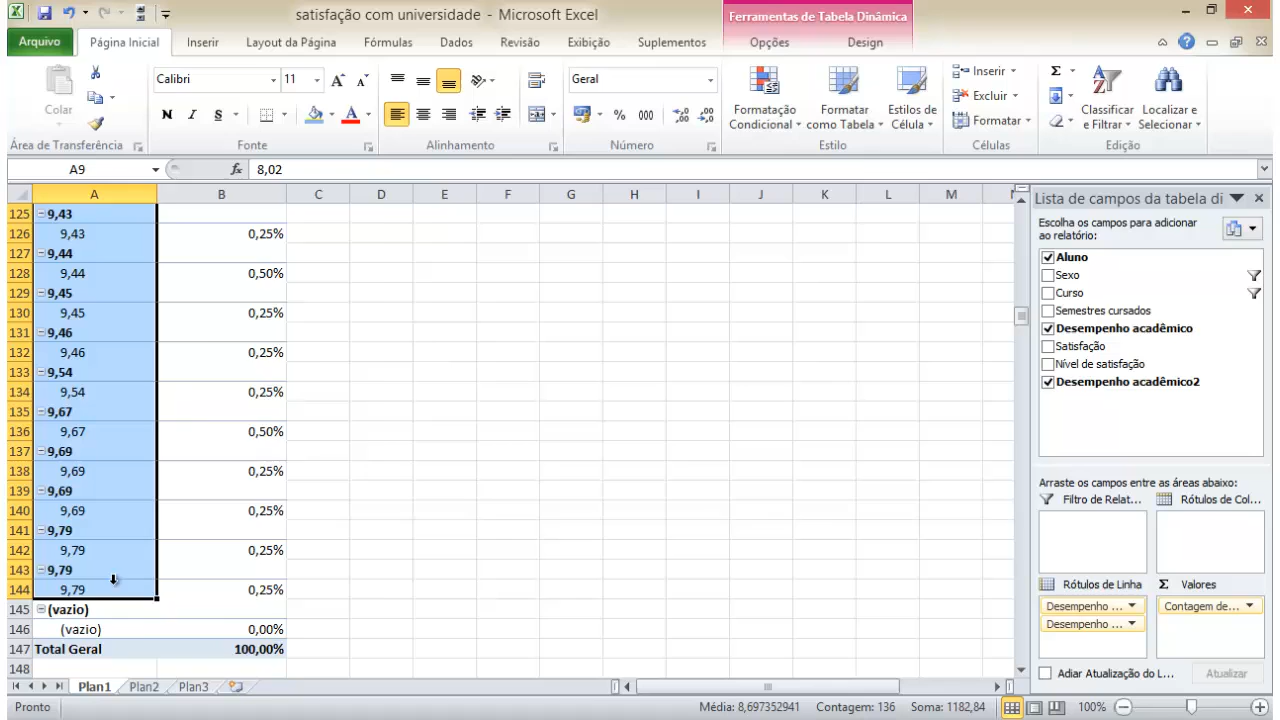 satisfação com universidade - Microsoft Excel
Ferramentas de Tabela Dinâmica
Arquivo Página Inicial Inserir Layout da Página Fórmulas Dados Revisão Exibição Suplementos Opções Design
Colar
Área de Transferência
Calibri 11
N I S
Fonte
Alinhamento
Geral
% 000
Número
Formatação Condicional
Formatar como Tabela
Estilos de Célula
Estilo
Inserir
Excluir
Formatar
Células
Classificar e Filtrar
Localizar e Selecionar
Edição
A9 fx 8,02
A B C D E F G H I J K L M
125 9,43
126 9,43 0,25%
127 9,44
128 9,44 0,50%
129 9,45
130 9,45 0,25%
131 9,46
132 9,46 0,25%
133 9,54
134 9,54 0,25%
135 9,67
136 9,67 0,50%
137 9,69
138 9,69 0,25%
139 9,69
140 9,69 0,25%
141 9,79
142 9,79 0,25%
143 9,79
144 9,79 0,25%
145 (vazio)
146 (vazio) 0,00%
147 Total Geral 100,00%
148
Lista de campos da tabela di
Escolha os campos para adicionar
ao relatório:
Aluno
Sexo
Curso
Semestres cursados
Desempenho acadêmico
Satisfação
Nível de satisfação
Desempenho acadêmico2
Arraste os campos entre as áreas abaixo:
Filtro de Relat... Rótulos de Col...
Rótulos de Linha Σ Valores
Desempenho ... Contagem de...
Desempenho ...
Adiar Atualização do L... Atualizar
Plan1 Plan2 Plan3
Pronto Média: 8,697352941 Contagem: 136 Soma: 1182,84 100%